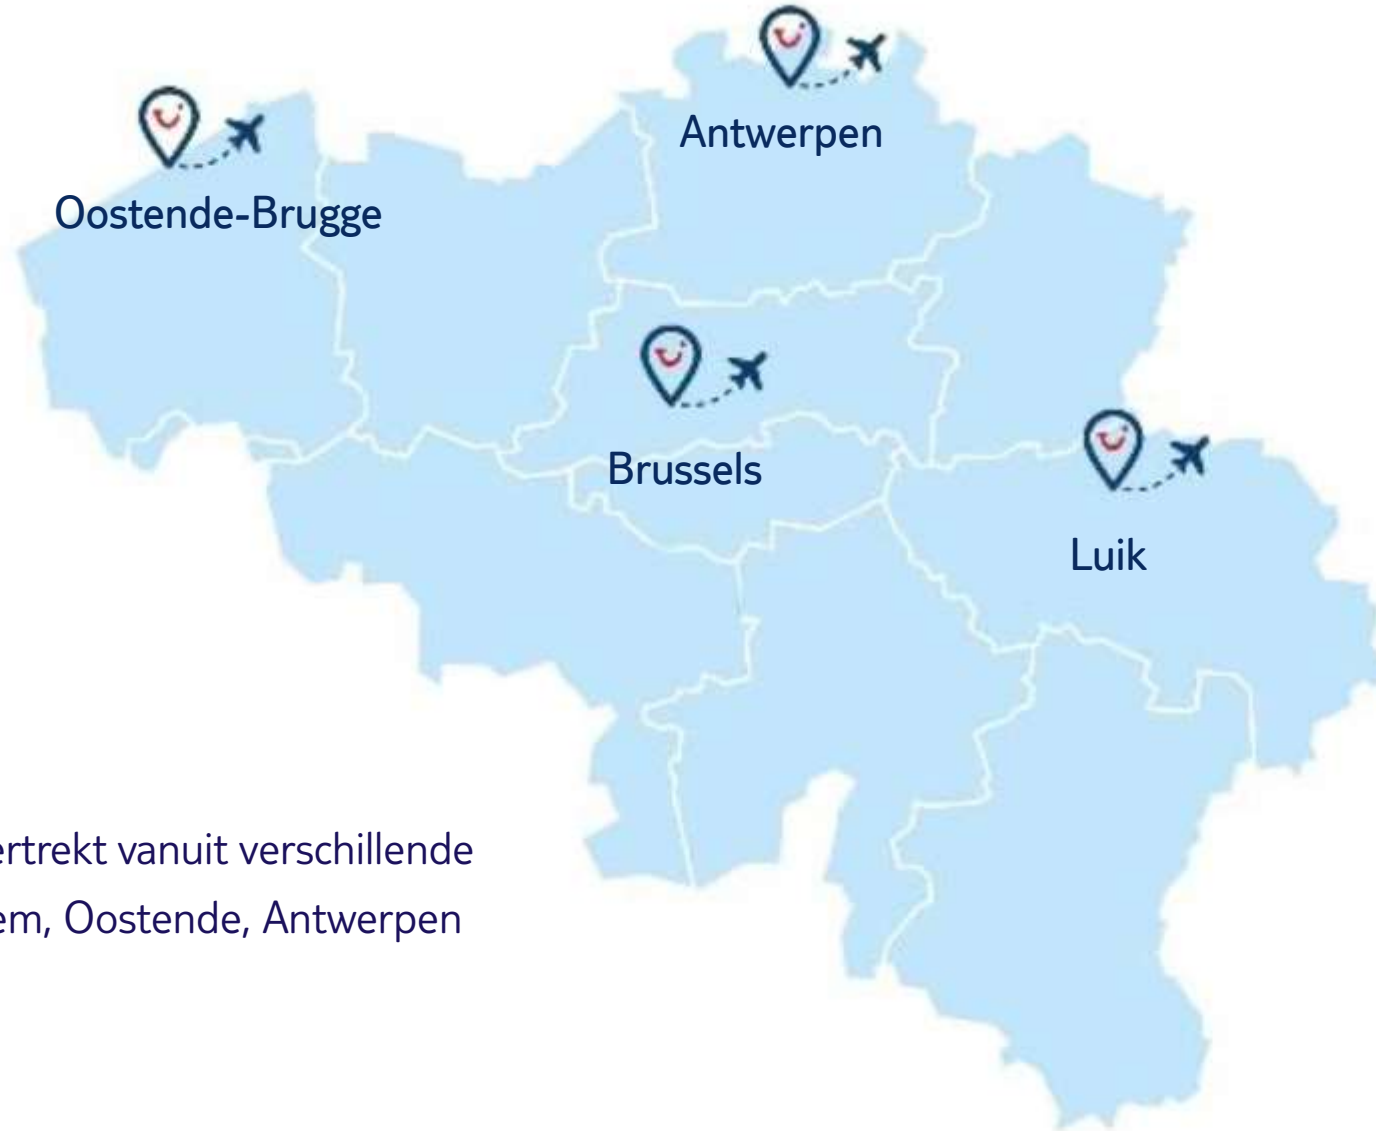 Antwerpen
Oostende-Brugge
Brussels
Luik
ertrekt vanuit verschillende
em, Oostende, Antwerpen